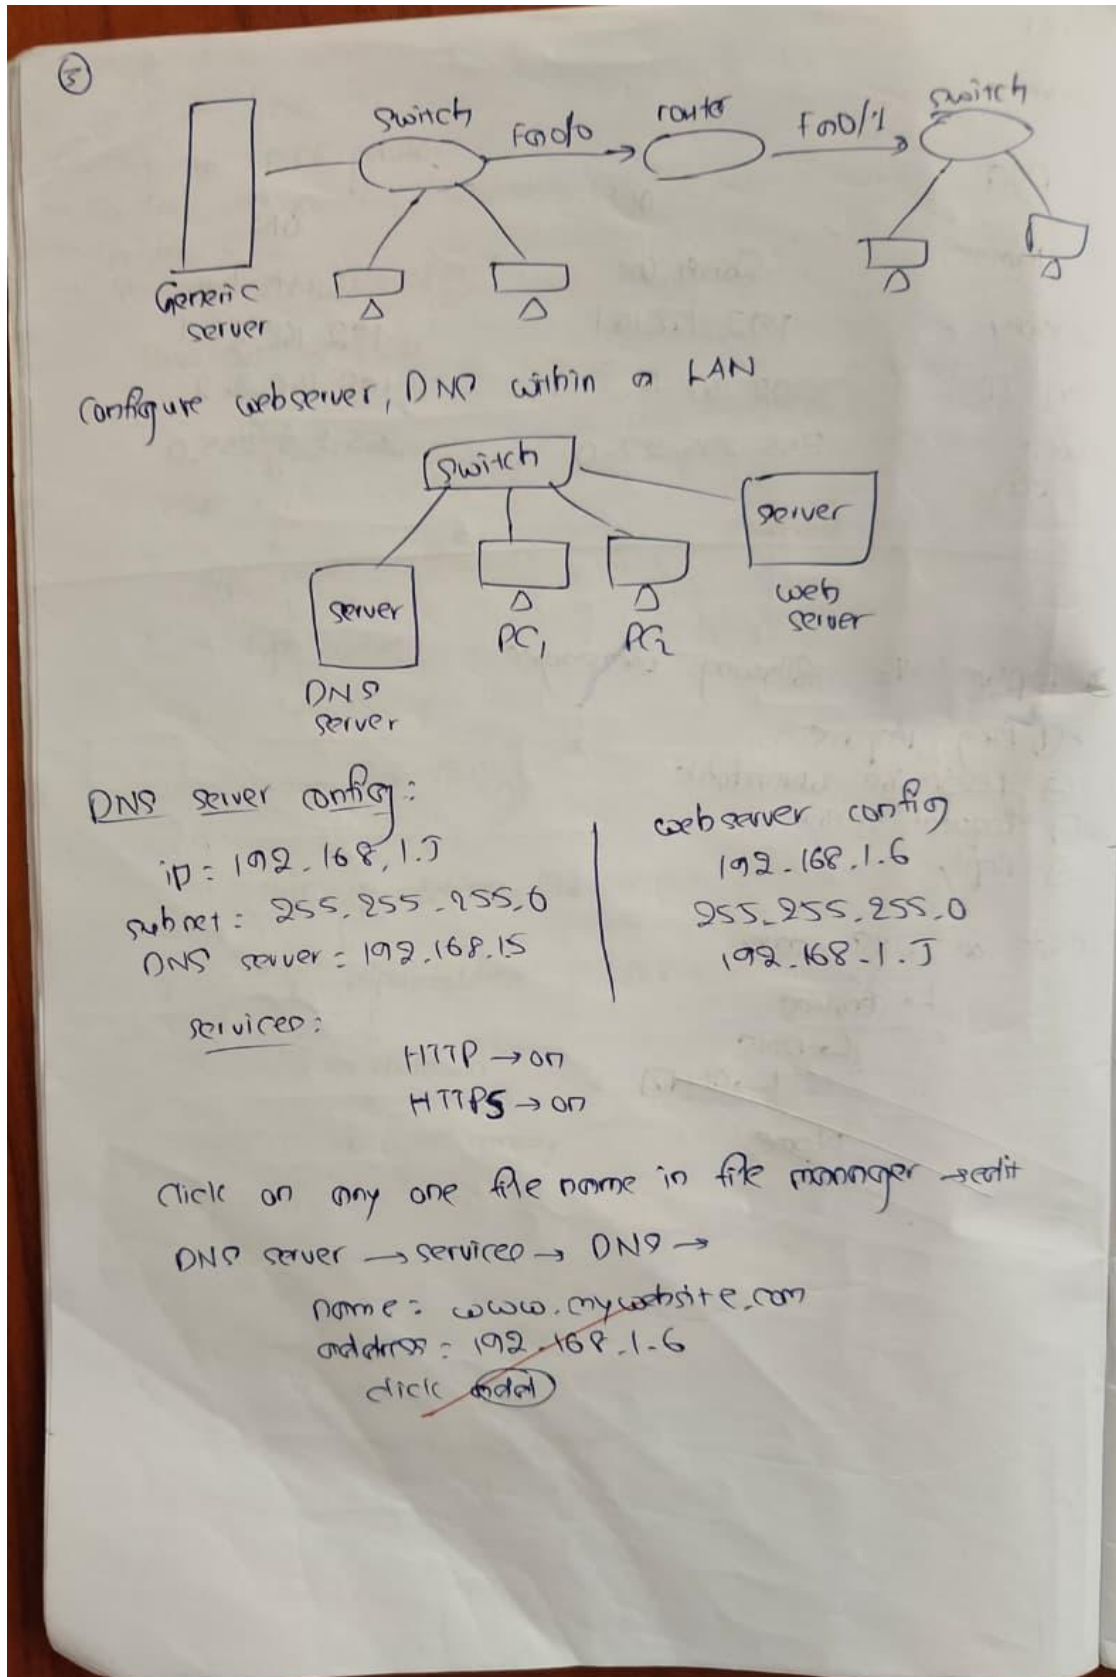 5
switch
router
switch
Fa0/0
Fa0/1
Generic
server
Configure webserver, DNS within a LAN
switch
server
server
web
server
PC1
PC2
DNS
server
DNS server config:
ip = 192.168.1.5
subnet = 255.255.255.0
DNS server = 192.168.1.5
webserver config
192.168.1.6
255.255.255.0
192.168.1.5
services:
HTTP → on
HTTPS → on
click on any one file name in file manager → edit
DNS server → services → DNS →
name = www.mywebsite.com
address = 192.168.1.6
click add